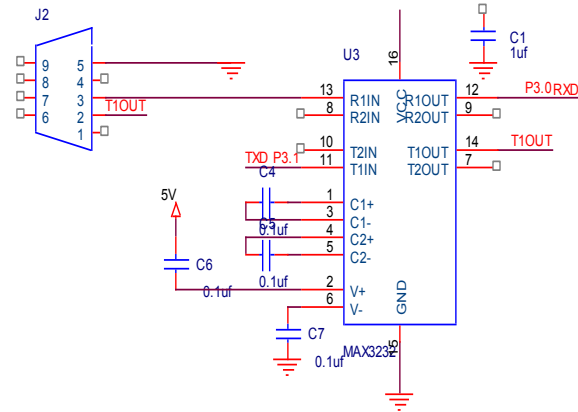 J2
C1
1uf
U3
16
9 5
8 4
7 3
6 2
1
T1OUT
13 R1IN R1OUT 12 P3.0 RXD
8 R2IN VCC R2OUT 9
10 T2IN T1OUT 14 T1OUT
TXD P3.1 11 T1IN T2OUT 7
C4
1 C1+
3 C1-
C5
0.1uf
4 C2+
5 C2-
0.1uf
5V
C6
0.1uf
2 V+
6 V-
GND
C7
0.1uf
MAX3232
15